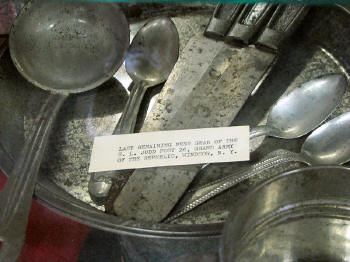 LAST REMAINING MESS GEAR OF THE
S. L. JUDD POST 26, GRAND ARMY
OF THE REPUBLIC, WINDSOR, N. Y.